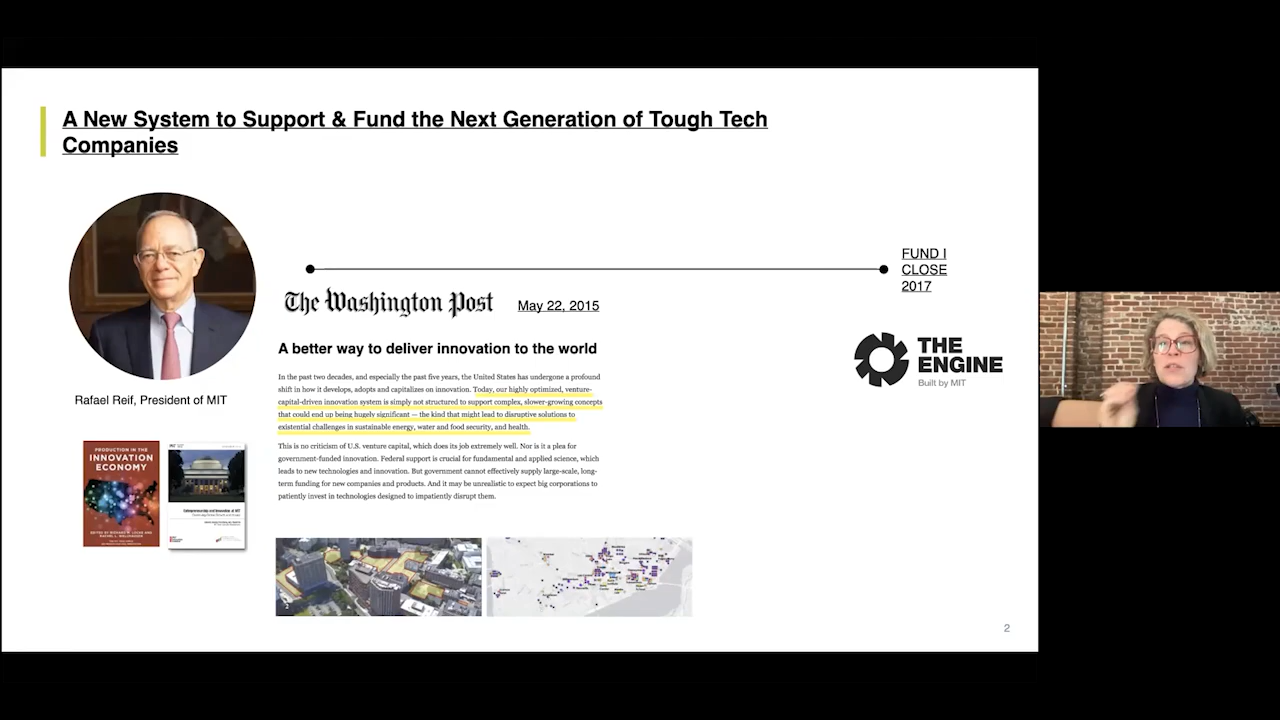 A New System to Support & Fund the Next Generation of Tough Tech
Companies
FUND I
CLOSE
2017
The Washington Post
May 22, 2015
A better way to deliver innovation to the world
In the past two decades, and especially the past five years, the United States has undergone a profound
shift in how it develops, adopts and capitalizes on innovation. Today, our highly optimized, venture-
capital-driven innovation system is simply not structured to support complex, slower-growing concepts
that could end up being hugely significant — the kind that might lead to disruptive solutions to
existential challenges in sustainable energy, water and food security, and health.
This is no criticism of U.S. venture capital, which does its job extremely well. Nor is it a plea for
government-funded innovation. Federal support is crucial for fundamental and applied science, which
leads to new technologies and innovation. But government cannot effectively supply large-scale, long-
term funding for new companies and products. And it may be unrealistic to expect big corporations to
patiently invest in technologies designed to impatiently disrupt them.
THE
ENGINE
Built by MIT
Rafael Reif, President of MIT
PRODUCTION IN THE
INNOVATION
ECONOMY
Entrepreneurship and Innovation at MIT
2
2